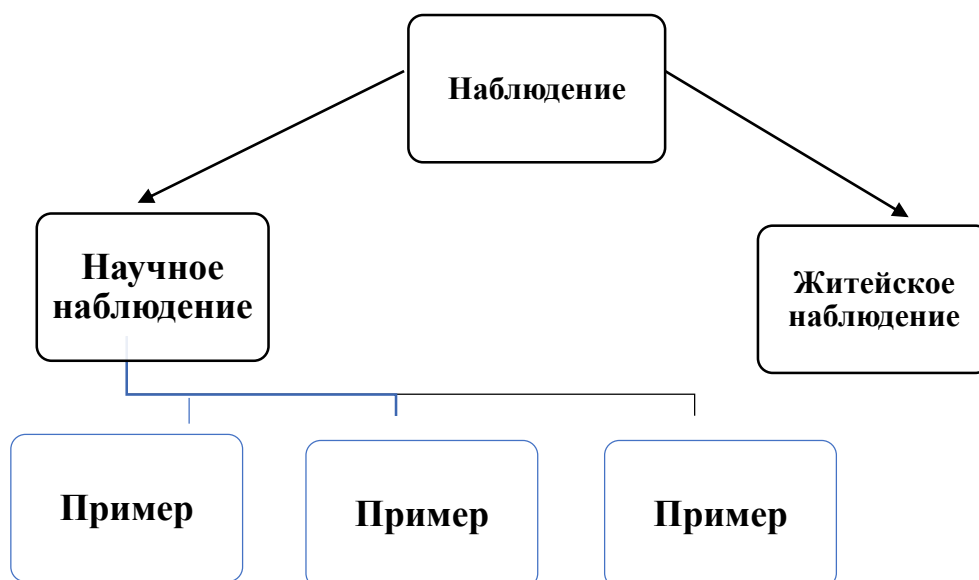 Наблюдение
Научное
наблюдение
Житейское
наблюдение
Пример
Пример
Пример